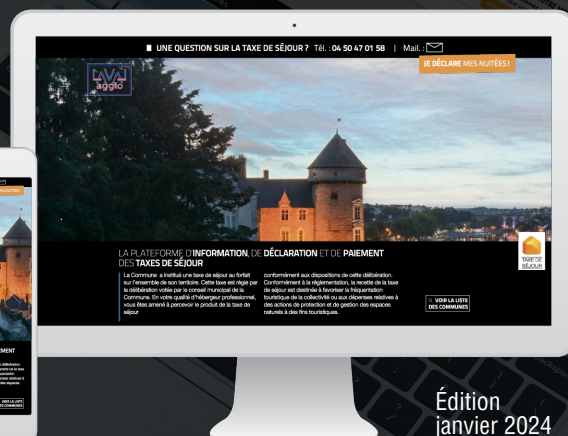 UNE QUESTION SUR LA TAXE DE SÉJOUR ? Tél. : 04 50 47 01 58 | Mail. :
JE DÉCLARE MES NUITÉES !
LAVAL
agglo
LA PLATEFORME D'INFORMATION, DE DÉCLARATION ET DE PAIEMENT
DES TAXES DE SÉJOUR
La Commune a institué une taxe de séjour au forfait
sur l'ensemble de son territoire. Cette taxe est régie par
la délibération votée par le conseil municipal de la
Commune. En votre qualité d'hébergeur professionnel,
vous êtes amené à percevoir le produit de la taxe de
séjour
conformément aux dispositions de cette délibération.
Conformément à la réglementation, la recette de la taxe
de séjour est destinée à favoriser la fréquentation
touristique de la collectivité ou aux dépenses relatives à
des actions de protection et de gestion des espaces
naturels à des fins touristiques.
TAXE DE
SÉJOUR
VOIR LA LISTE
DES COMMUNES
Édition
janvier 2024